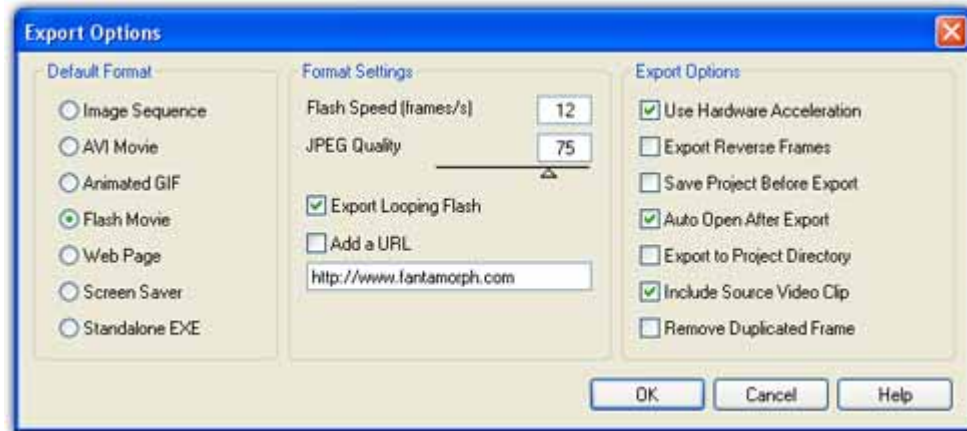 Export Options
Default Format
Image Sequence
AVI Movie
Animated GIF
Flash Movie
Web Page
Screen Saver
Standalone EXE
Format Settings
Flash Speed (frames/s) 12
JPEG Quality 75
Export Looping Flash
Add a URL
http://www.fantamorph.com
Export Options
Use Hardware Acceleration
Export Reverse Frames
Save Project Before Export
Auto Open After Export
Export to Project Directory
Include Source Video Clip
Remove Duplicated Frame
OK Cancel Help